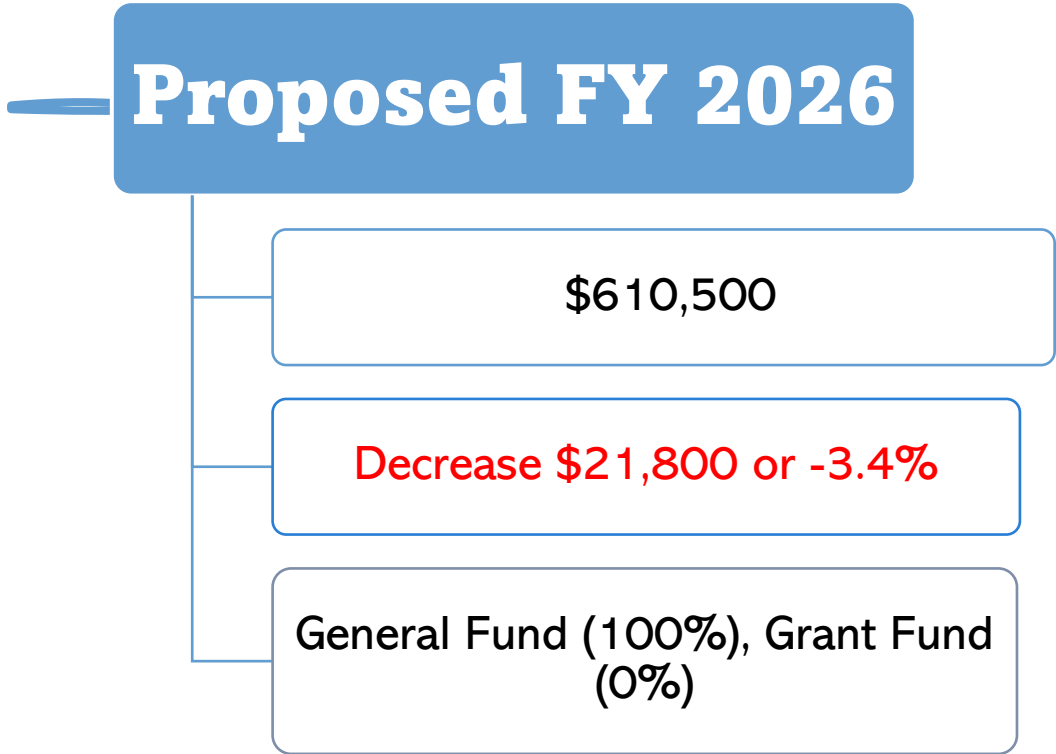 Proposed FY 2026
$610,500
Decrease $21,800 or -3.4%
General Fund (100%), Grant Fund
(0%)